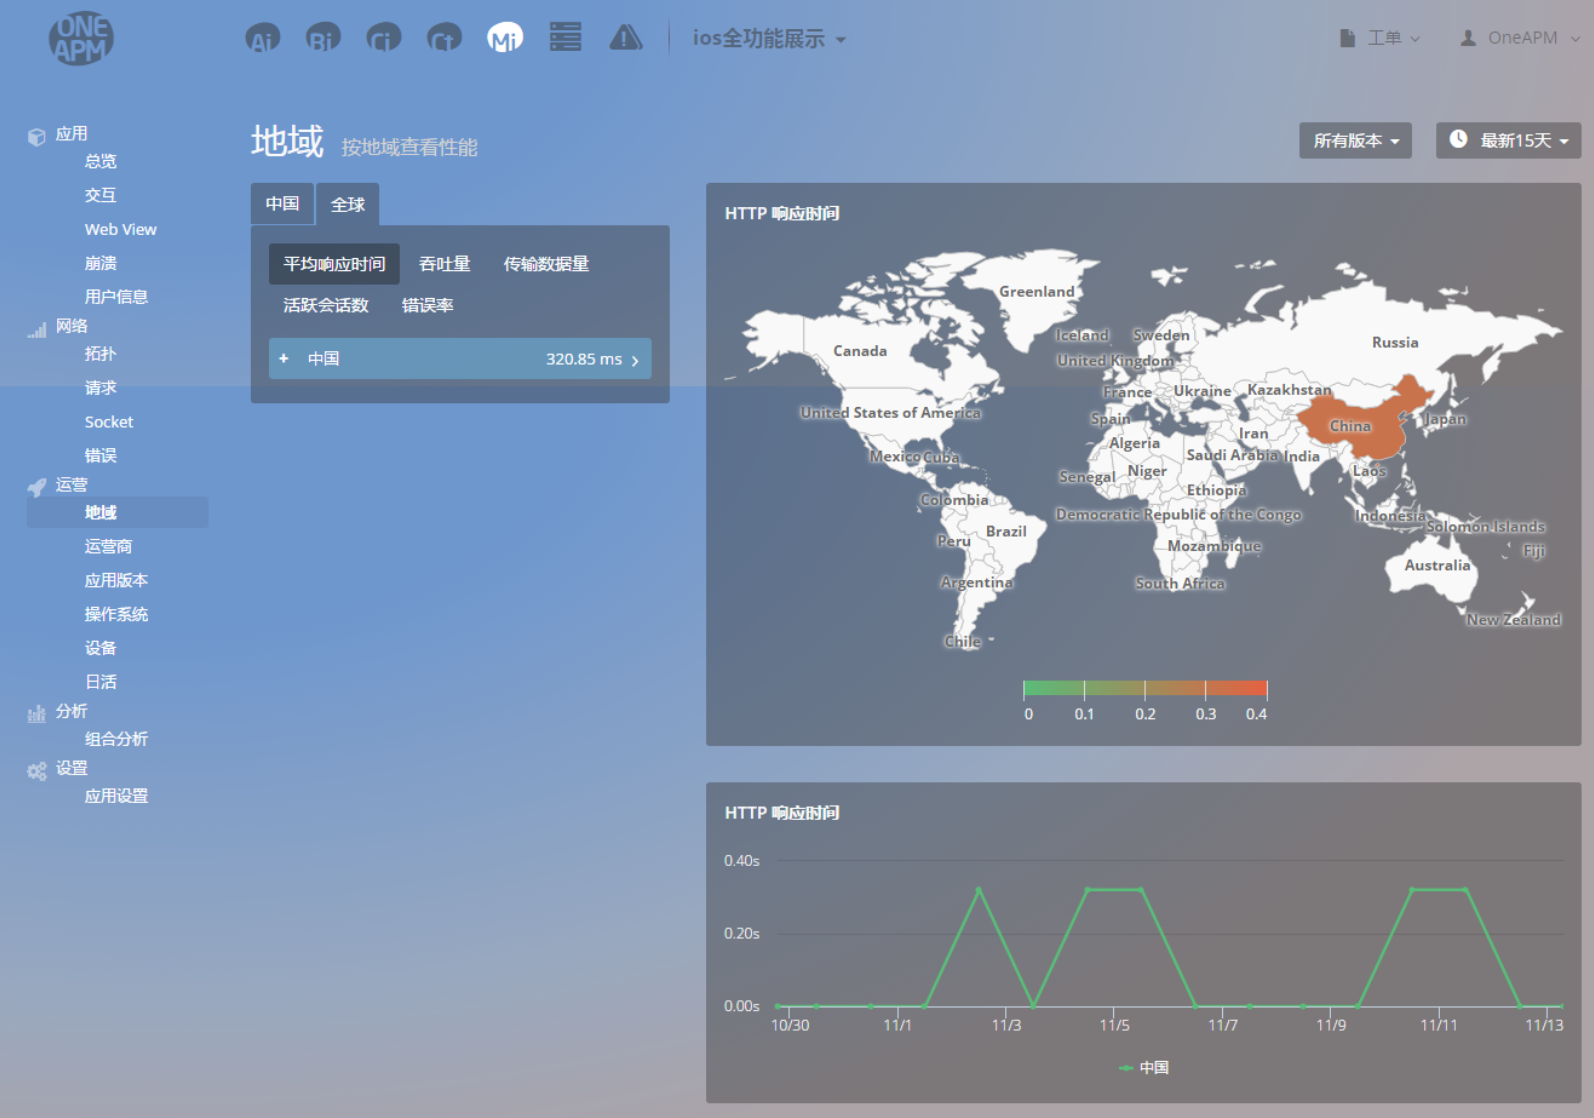 ONE
APM
Ai
Bi
Ci
Ct
Mi
ios全功能展示
工单
OneAPM
应用
总览
交互
Web View
崩溃
用户信息
网络
拓扑
请求
Socket
错误
运营
地域
运营商
应用版本
操作系统
设备
日活
分析
组合分析
设置
应用设置
地域 按地域查看性能
所有版本
最新15天
中国
全球
平均响应时间 吞吐量 传输数据量
活跃会话数 错误率
+ 中国 320.85 ms
HTTP 响应时间
Greenland
Iceland
Sweden
Russia
Canada
United Kingdom
France
Ukraine
Kazakhstan
United States of America
Spain
China
Japan
Algeria
Iran
Mexico
Cuba
Saudi Arabia
India
Senegal
Niger
Laos
Colombia
Ethiopia
Democratic Republic of the Congo
Indonesia
Solomon Islands
Brazil
Peru
Mozambique
Fiji
Australia
Argentina
South Africa
New Zealand
Chile
0 0.1 0.2 0.3 0.4
HTTP 响应时间
0.40s
0.20s
0.00s
10/30 11/1 11/3 11/5 11/7 11/9 11/11 11/13
中国